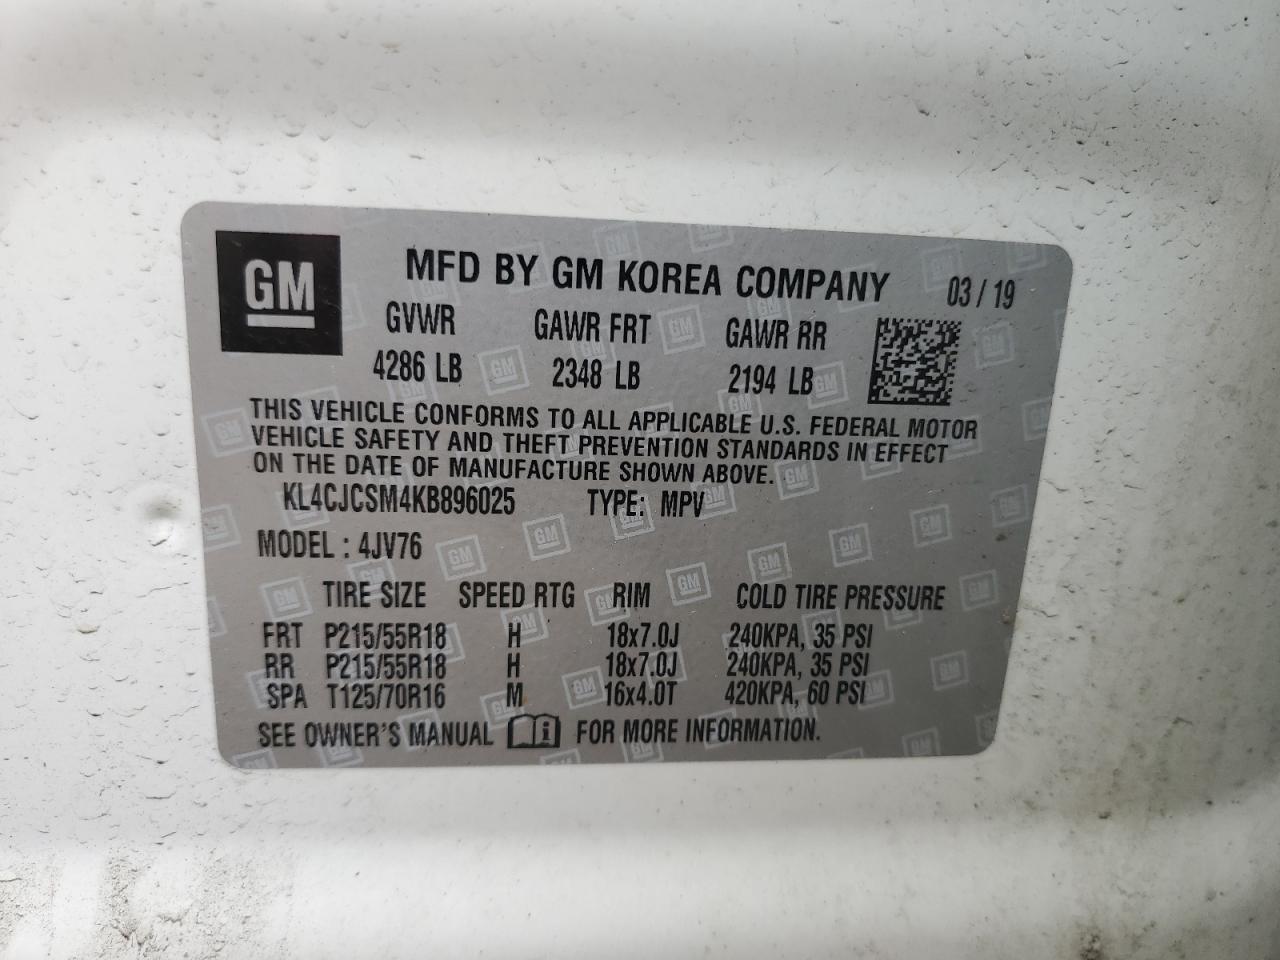 GM
MFD BY GM KOREA COMPANY 03 / 19
GVWR GAWR FRT GAWR RR
4286 LB 2348 LB 2194 LB
THIS VEHICLE CONFORMS TO ALL APPLICABLE U.S. FEDERAL MOTOR
VEHICLE SAFETY AND THEFT PREVENTION STANDARDS IN EFFECT
ON THE DATE OF MANUFACTURE SHOWN ABOVE.
KL4CJCSM4KB896025 TYPE: MPV
MODEL : 4JV76
TIRE SIZE SPEED RTG RIM COLD TIRE PRESSURE
FRT P215/55R18 H 18x7.0J 240KPA, 35 PSI
RR P215/55R18 H 18x7.0J 240KPA, 35 PSI
SPA T125/70R16 M 16x4.0T 420KPA, 60 PSI
SEE OWNER'S MANUAL i FOR MORE INFORMATION.